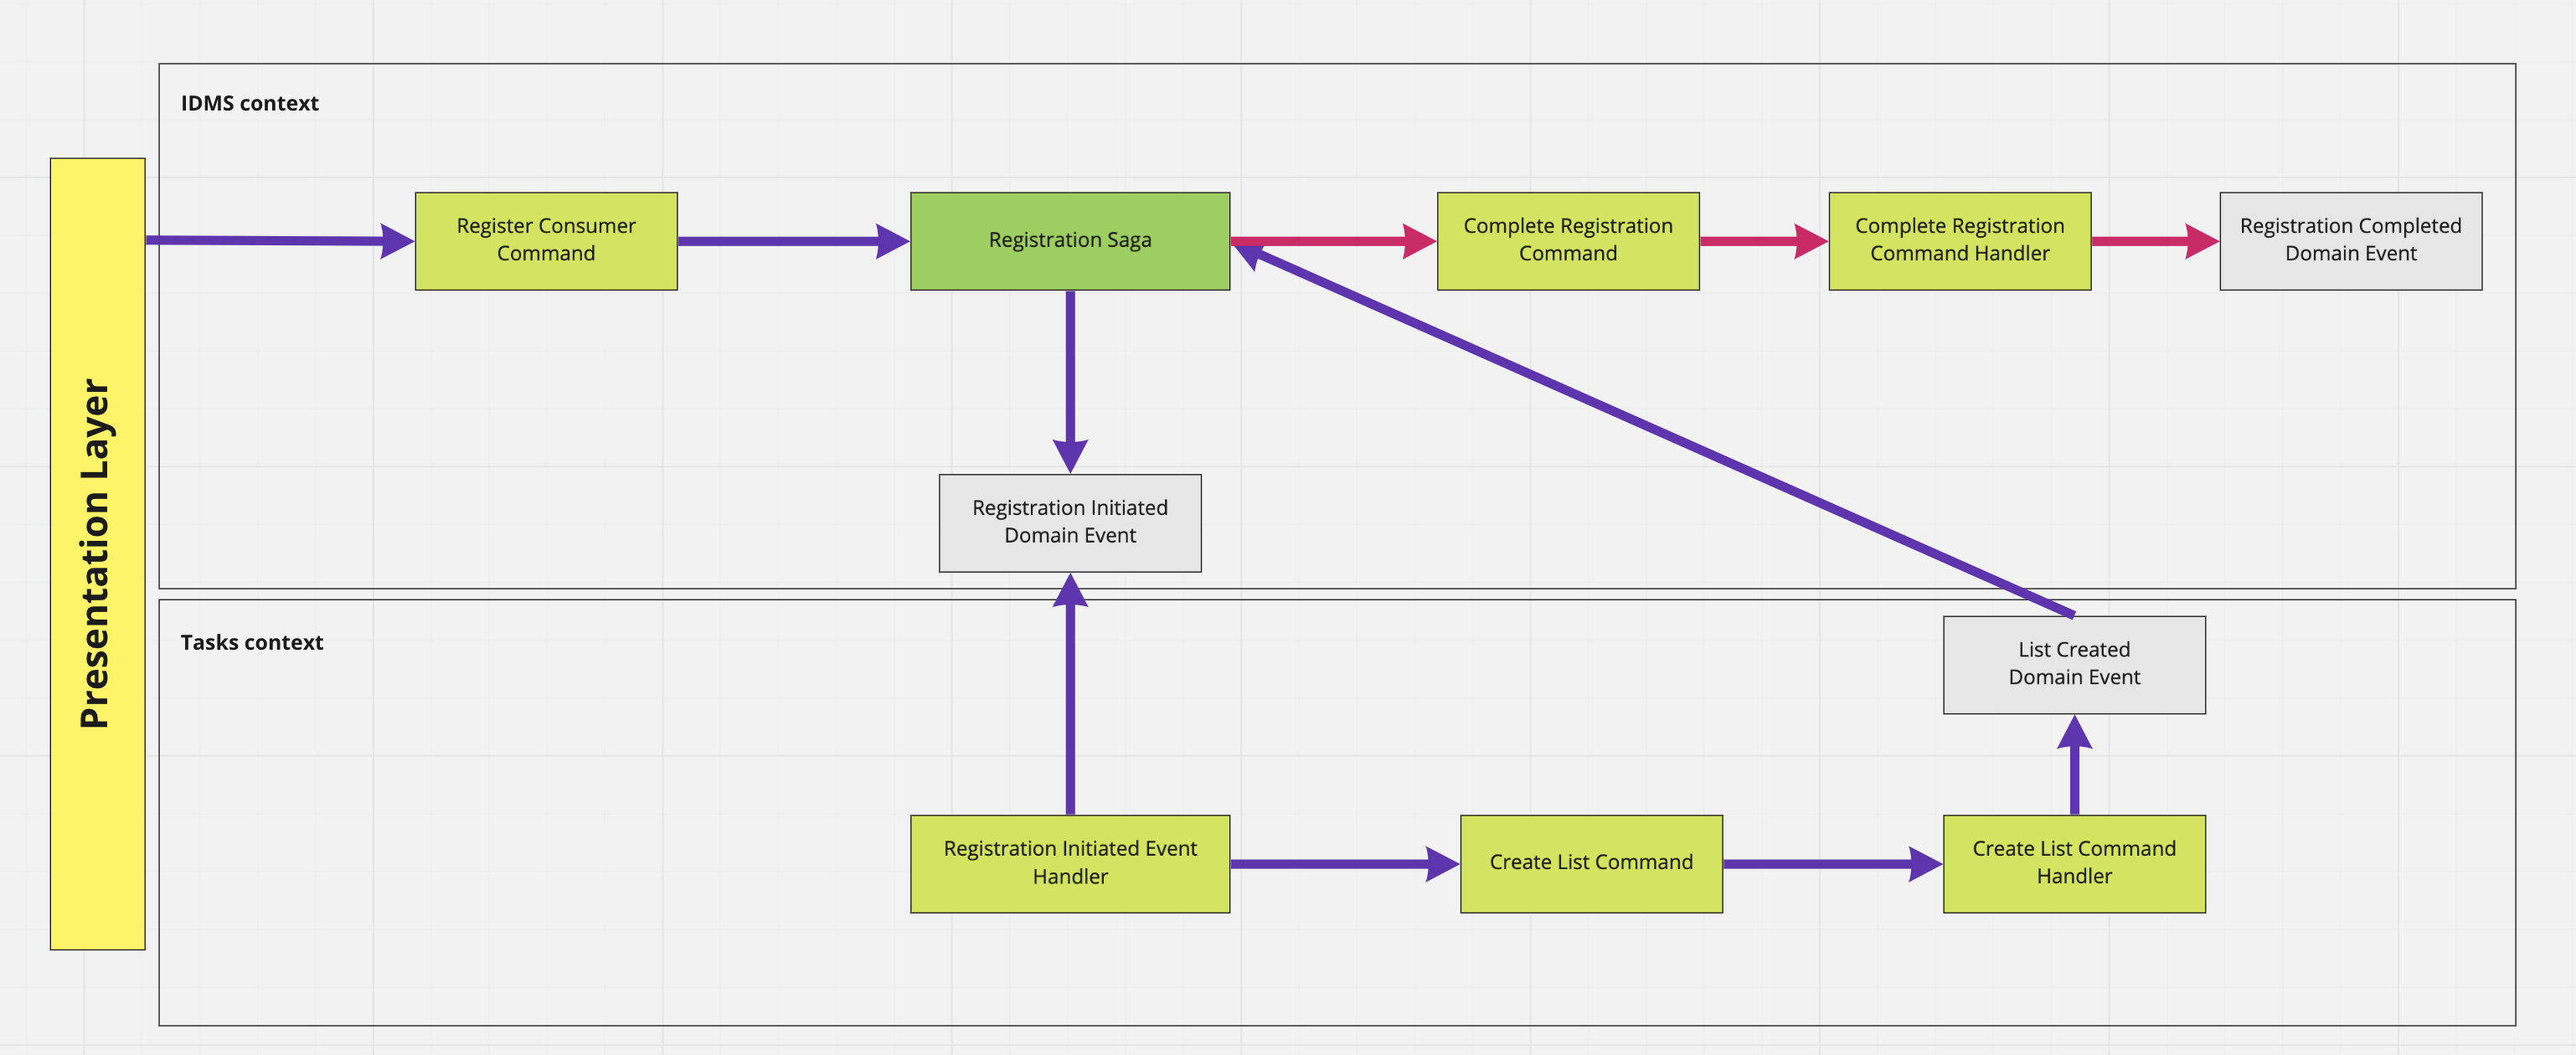 IDMS context
Presentation Layer
Register Consumer
Command
Registration Saga
Complete Registration
Command
Complete Registration
Command Handler
Registration Completed
Domain Event
Registration Initiated
Domain Event
Tasks context
List Created
Domain Event
Registration Initiated Event
Handler
Create List Command
Create List Command
Handler